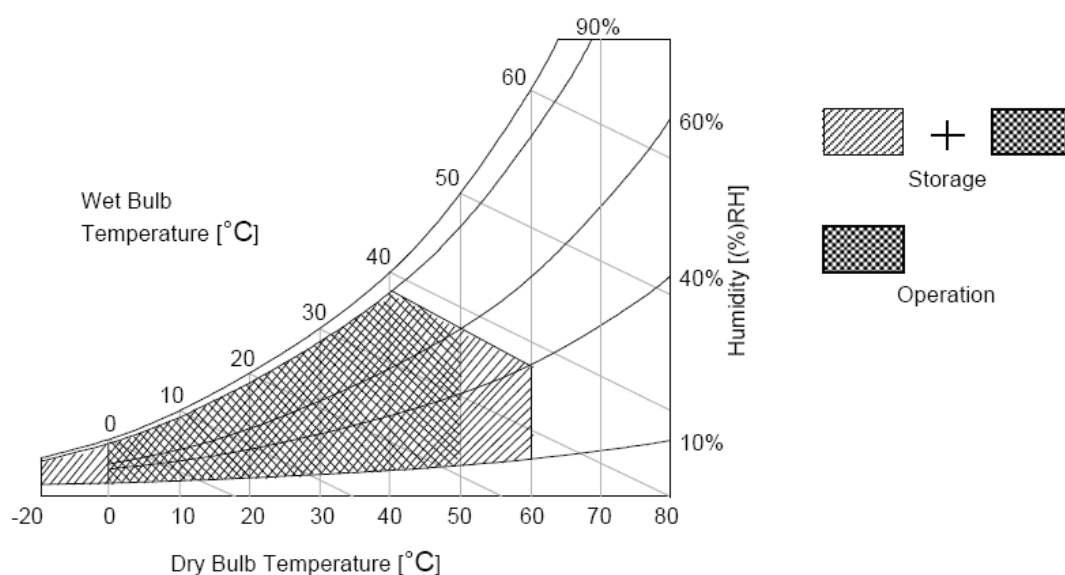 90%
60
60%
50
Wet Bulb
Temperature [°C]
Storage
40
40%
30
20
10
0
Operation
Humidity [(%)RH]
10%
-20 0 10 20 30 40 50 60 70 80
Dry Bulb Temperature [°C]